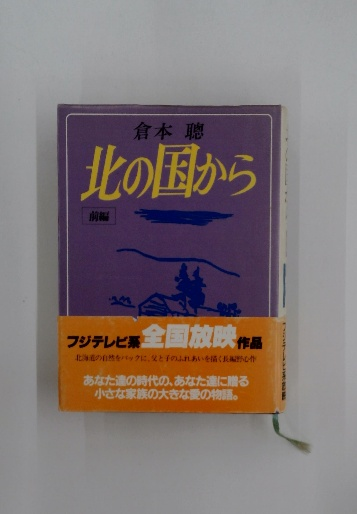 倉本 聰
北の国から
前編
フジテレビ系全国放映作品
北海道の自然をバックに、父と子のふれあいを描く長編野心作
あなた達の時代の、あなた達に贈る
小さな家族の大きな愛の物語。